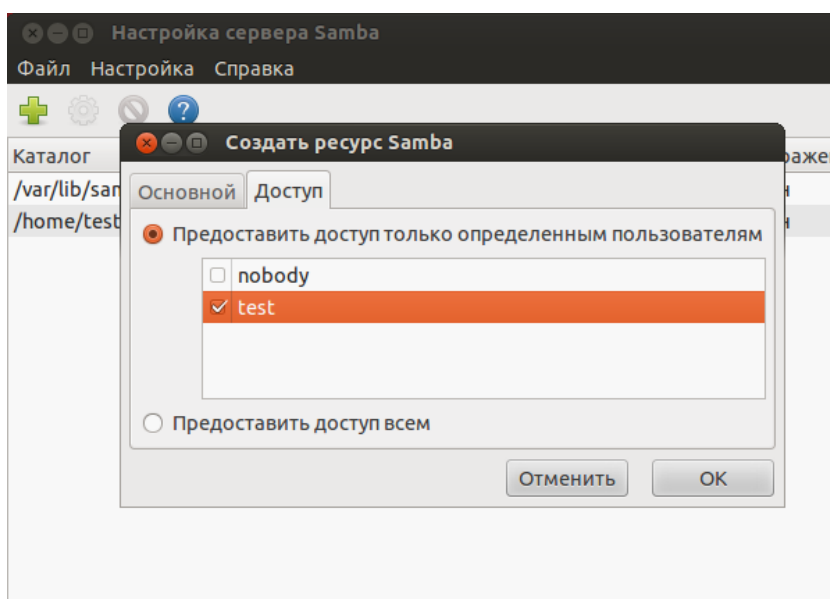 Настройка сервера Samba
Файл Настройка Справка
Каталог
/var/lib/sam
/home/test
Создать ресурс Samba
Основной Доступ
Предоставить доступ только определенным пользователям
nobody
test
Предоставить доступ всем
Отменить OK